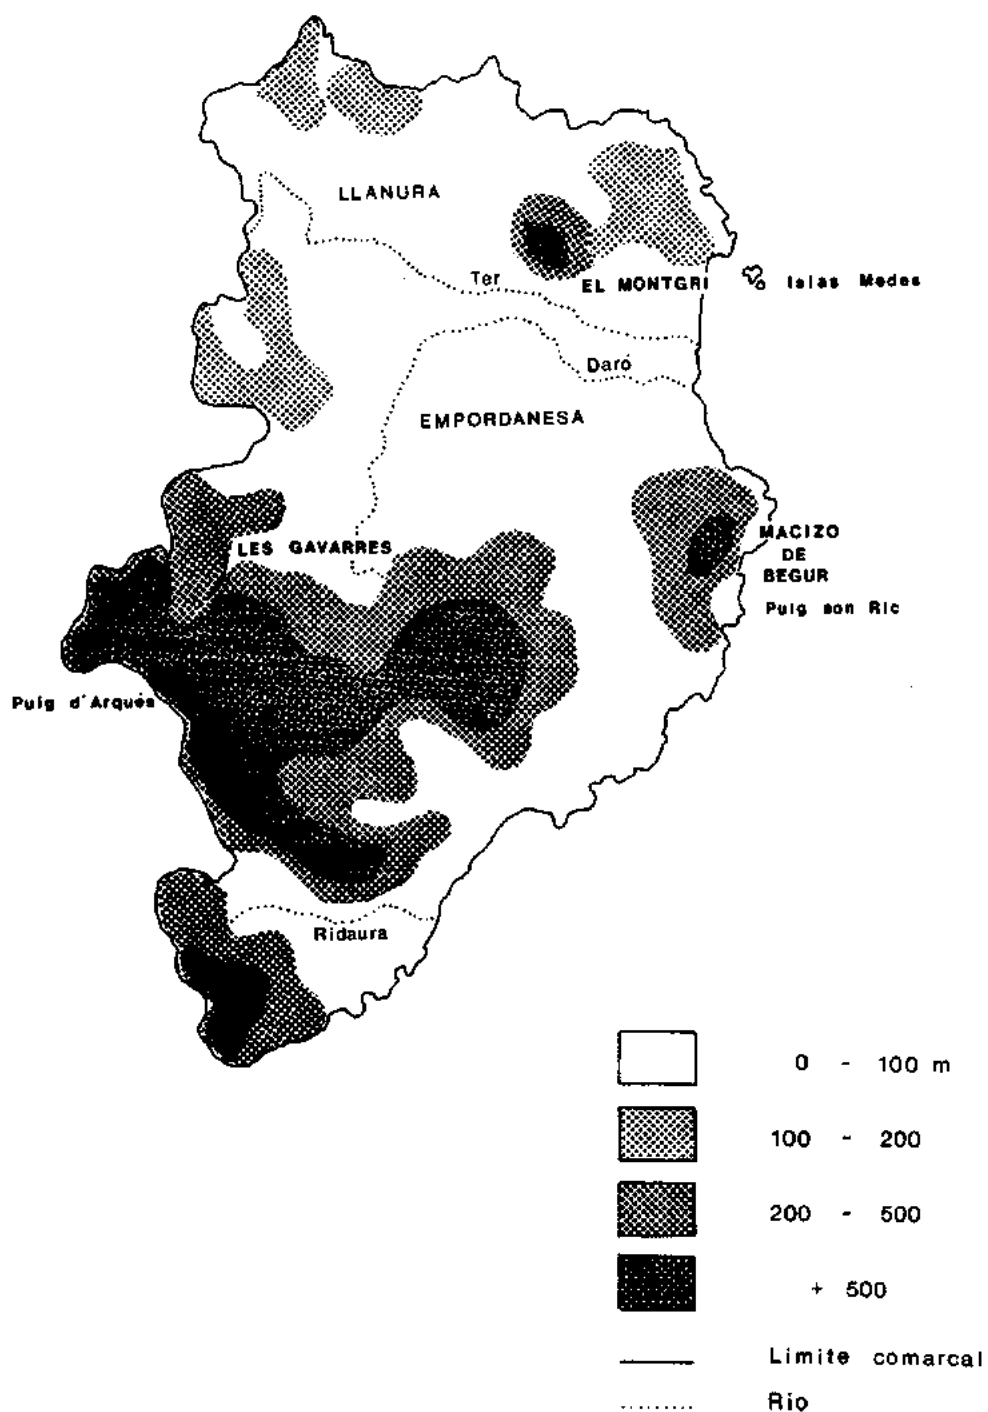 LLANURA
Ter
EL MONTGRI
Islas Medes
Daró
EMPORDANESA
LES GAVARRES
MACIZO
DE
BEGUR
Puig son Ric
Puig d'Arques
Ridaura
0 - 100 m
100 - 200
200 - 500
+ 500
Limite comarcal
Rio